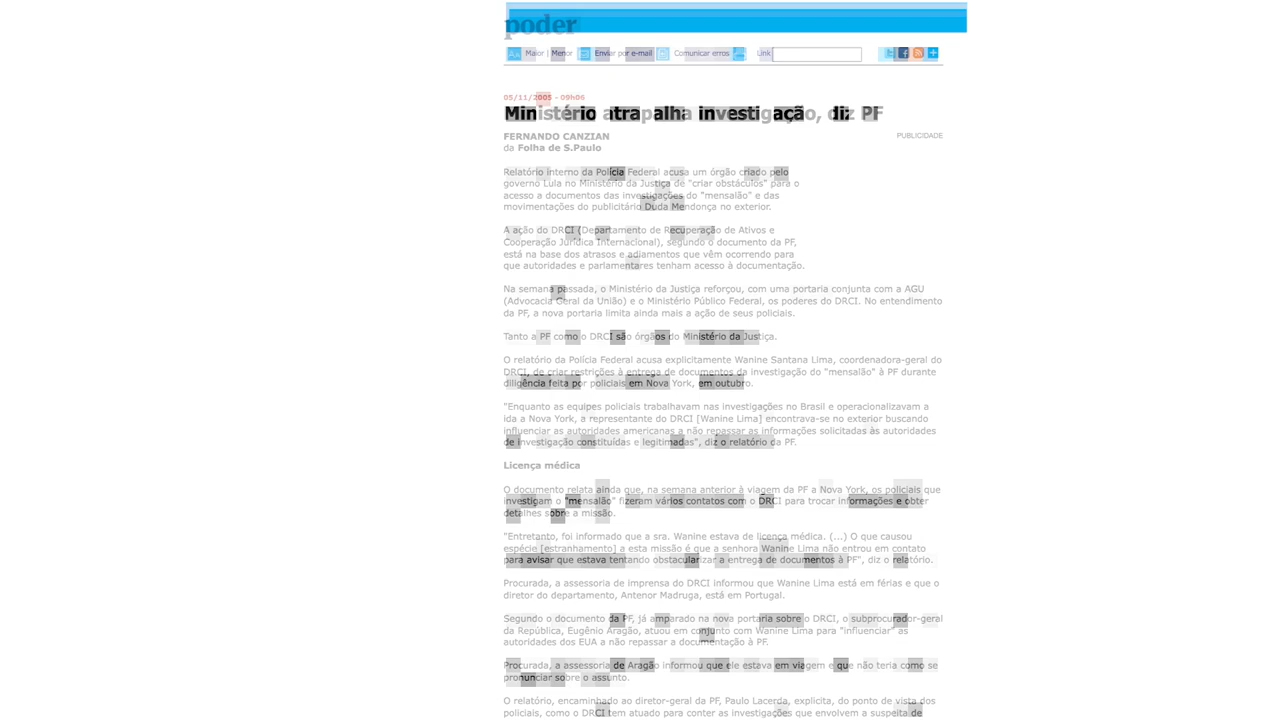 poder
Maior | Menor Enviar por e-mail Comunicar erros Link
05/11/2005 - 09h06
Ministério atrapalha investigação, diz PF
FERNANDO CANZIAN
da Folha de S.Paulo
PUBLICIDADE
Relatório interno da Polícia Federal acusa um órgão criado pelo
governo Lula no Ministério da Justiça de "criar obstáculos" para o
acesso a documentos das investigações do "mensalão" e das
movimentações do publicitário Duda Mendonça no exterior.
A ação do DRCI (Departamento de Recuperação de Ativos e
Cooperação Jurídica Internacional), segundo o documento da PF,
está na base dos atrasos e adiamentos que vêm ocorrendo para
que autoridades e parlamentares tenham acesso à documentação.
Na semana passada, o Ministério da Justiça reforçou, com uma portaria conjunta com a AGU
(Advocacia Geral da União) e o Ministério Público Federal, os poderes do DRCI. No entendimento
da PF, a nova portaria limita ainda mais a ação de seus policiais.
Tanto a PF como o DRCI são órgãos do Ministério da Justiça.
O relatório da Polícia Federal acusa explicitamente Wanine Santana Lima, coordenadora-geral do
DRCI, de criar restrições à entrega de documentos da investigação do "mensalão" à PF durante
diligência feita por policiais em Nova York, em outubro.
"Enquanto as equipes policiais trabalhavam nas investigações no Brasil e operacionalizavam a
ida a Nova York, a representante do DRCI [Wanine Lima] encontrava-se no exterior buscando
influenciar as autoridades americanas a não repassar as informações solicitadas às autoridades
de investigação constituídas e legitimadas", diz o relatório da PF.
Licença médica
O documento relata ainda que, na semana anterior à viagem da PF a Nova York, os policiais que
investigam o "mensalão" fizeram vários contatos com o DRCI para trocar informações e obter
detalhes sobre a missão.
"Entretanto, foi informado que a sra. Wanine estava de licença médica. (...) O que causou
espécie [estranhamento] a esta missão é que a senhora Wanine Lima não entrou em contato
para avisar que estava tentando obstacularizar a entrega de documentos à PF", diz o relatório.
Procurada, a assessoria de imprensa do DRCI informou que Wanine Lima está em férias e que o
diretor do departamento, Antenor Madruga, está em Portugal.
Segundo o documento da PF, já amparado na nova portaria sobre o DRCI, o subprocurador-geral
da República, Eugênio Aragão, atuou em conjunto com Wanine Lima para "influenciar" as
autoridades dos EUA a não repassar a documentação à PF.
Procurada, a assessoria de Aragão informou que ele estava em viagem e que não teria como se
pronunciar sobre o assunto.
O relatório, encaminhado ao diretor-geral da PF, Paulo Lacerda, explicita, do ponto de vista dos
policiais, como o DRCI tem atuado para conter as investigações que envolvem a suspeita de